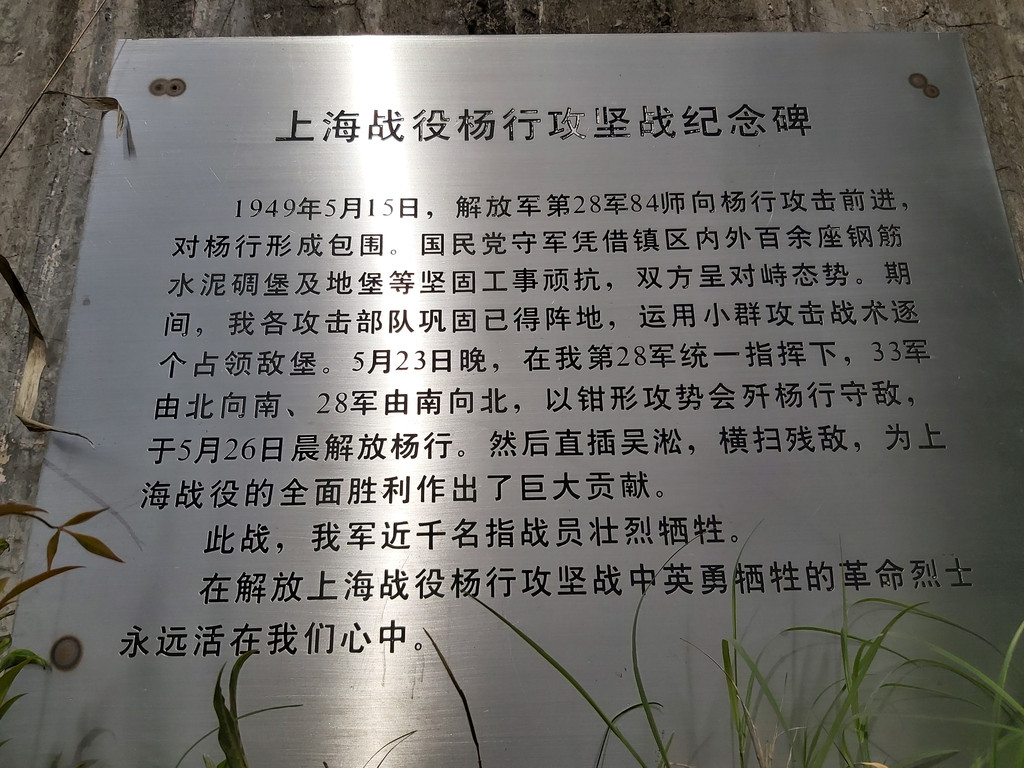 上海战役杨行攻坚战纪念碑
1949年5月15日，解放军第28军84师向杨行攻击前进，
对杨行形成包围。国民党守军凭借镇区内外百余座钢筋
水泥碉堡及地堡等坚固工事顽抗，双方呈对峙态势。期
间，我各攻击部队巩固已得阵地，运用小群攻击战术逐
个占领敌堡。5月23日晚，在我第28军统一指挥下，33军
由北向南、28军由南向北，以钳形攻势会歼杨行守敌，
于5月26日晨解放杨行。然后直插吴淞，横扫残敌，为上
海战役的全面胜利作出了巨大贡献。
此战，我军近千名指战员壮烈牺牲。
在解放上海战役杨行攻坚战中英勇牺牲的革命烈士
永远活在我们心中。